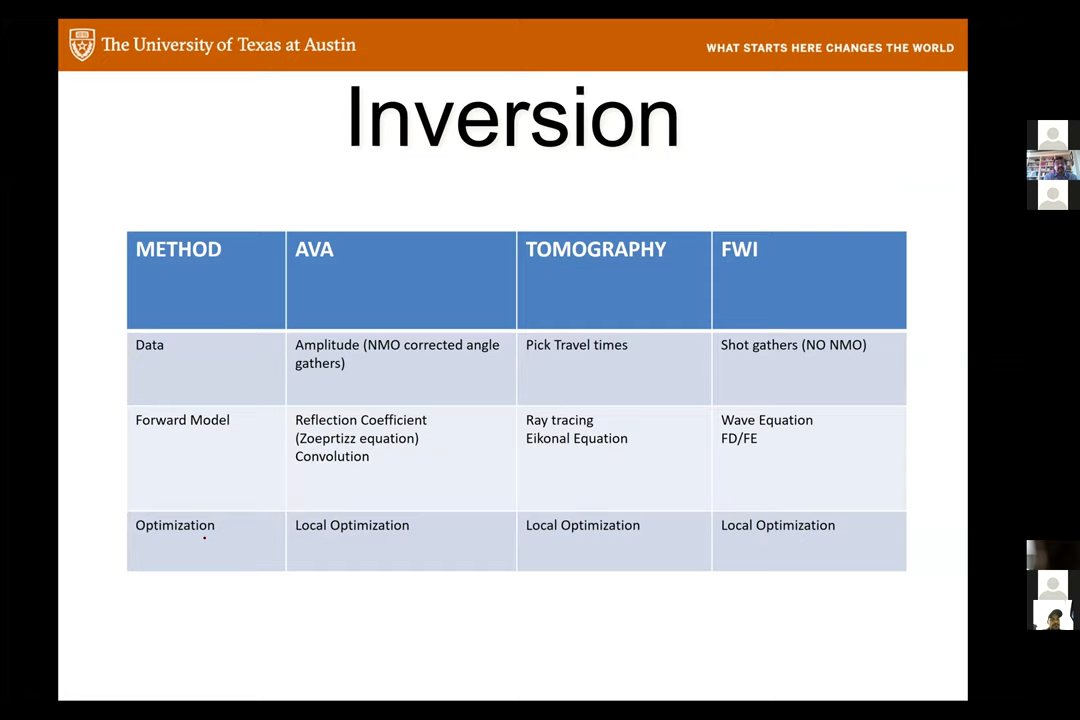 The University of Texas at Austin
WHAT STARTS HERE CHANGES THE WORLD
Inversion
METHOD
AVA
TOMOGRAPHY
FWI
Data
Amplitude (NMO corrected angle
gathers)
Pick Travel times
Shot gathers (NO NMO)
Forward Model
Reflection Coefficient
(Zoeprtizz equation)
Convolution
Ray tracing
Eikonal Equation
Wave Equation
FD/FE
Optimization
Local Optimization
Local Optimization
Local Optimization